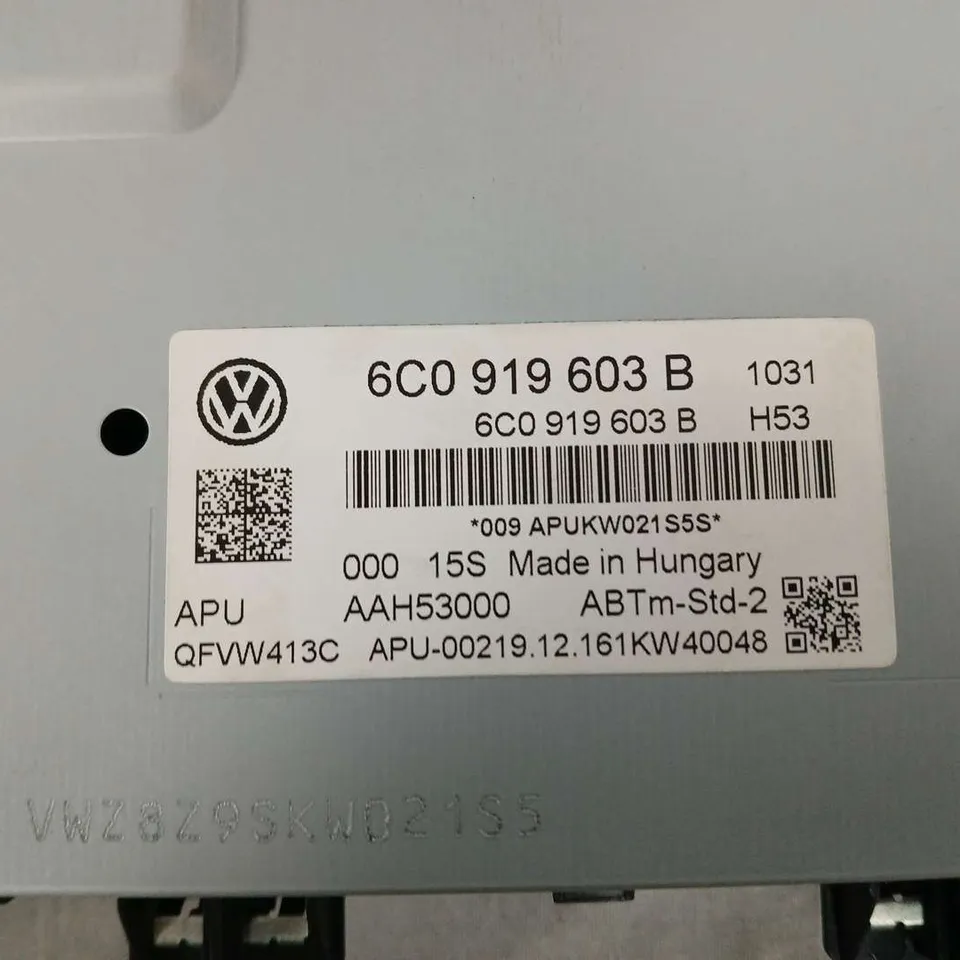 6C0 919 603 B 1031
6C0 919 603 B H53
*009 APUKW021S5S*
000 15S Made in Hungary
APU AAH53000 ABTm-Std-2
QFVW413C APU-00219.12.161KW40048
VWZ8Z9SKW021S5